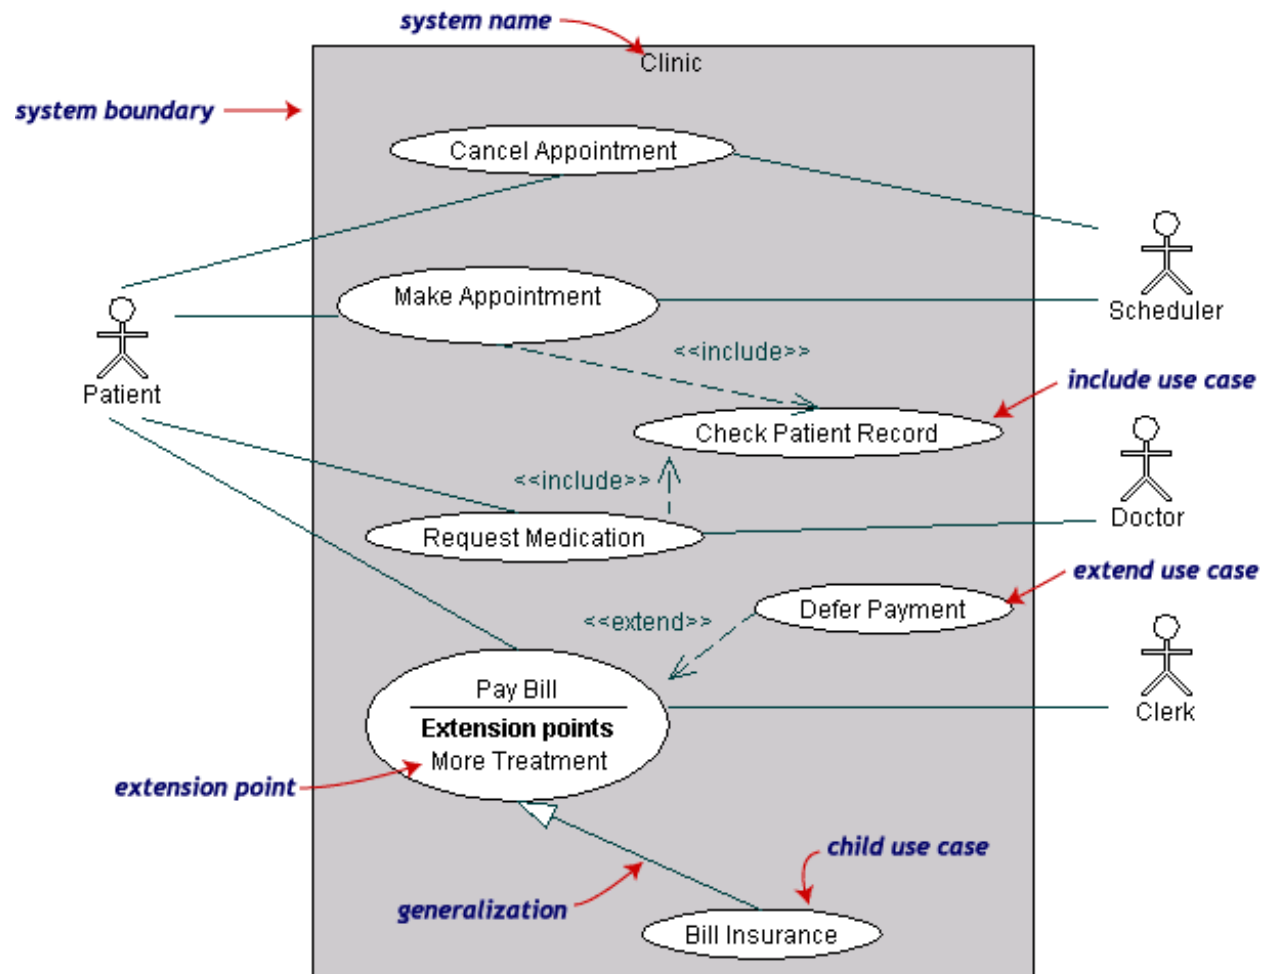 system name
Clinic
system boundary
Cancel Appointment
Make Appointment
Scheduler
<<include>>
Patient
include use case
Check Patient Record
<<include>>
Doctor
Request Medication
extend use case
Defer Payment
<<extend>>
Pay Bill
Clerk
Extension points
More Treatment
extension point
child use case
generalization
Bill Insurance